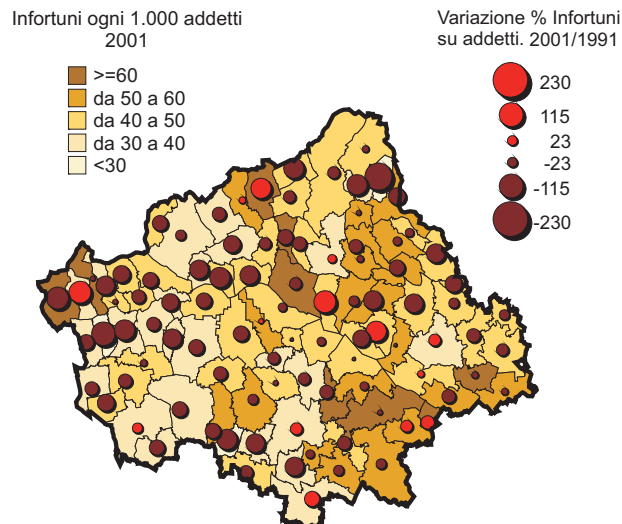 Infortuni ogni 1.000 addetti
2001
>=60
da 50 a 60
da 40 a 50
da 30 a 40
<30
Variazione % Infortuni
su addetti. 2001/1991
230
115
23
-23
-115
-230